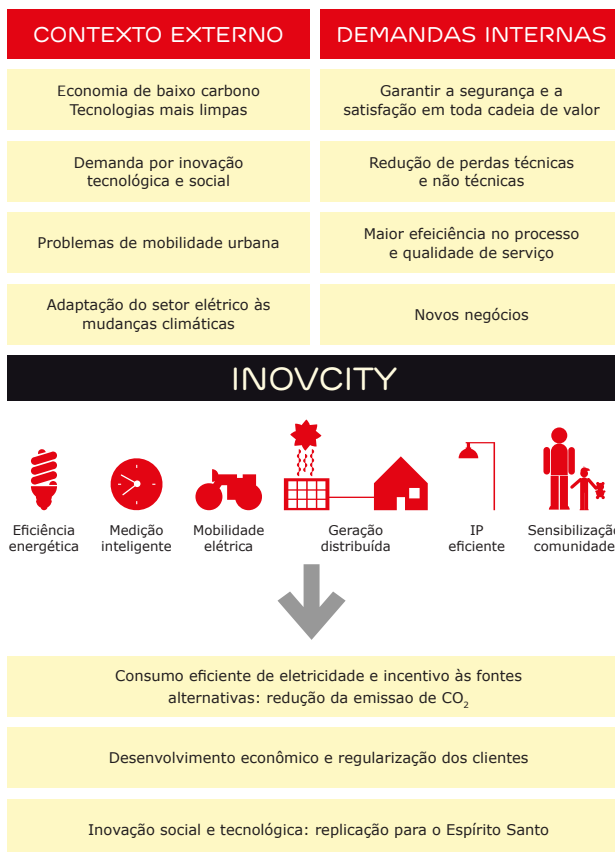 CONTEXTO EXTERNO
Economia de baixo carbono
Tecnologias mais limpas
Demanda por inovação
tecnológica e social
Problemas de mobilidade urbana
Adaptação do setor elétrico às
mudanças climáticas
DEMANDAS INTERNAS
Garantir a segurança e a
satisfação em toda cadeia de valor
Redução de perdas técnicas
e não técnicas
Maior efeiciência no processo
e qualidade de serviço
Novos negócios
INOVCITY
Eficiência
energética
Medição
inteligente
Mobilidade
elétrica
Geração
distribuída
IP
eficiente
Sensibilização
comunidade
Consumo eficiente de eletricidade e incentivo às fontes
alternativas: redução da emissao de CO₂
Desenvolvimento econômico e regularização dos clientes
Inovação social e tecnológica: replicação para o Espírito Santo